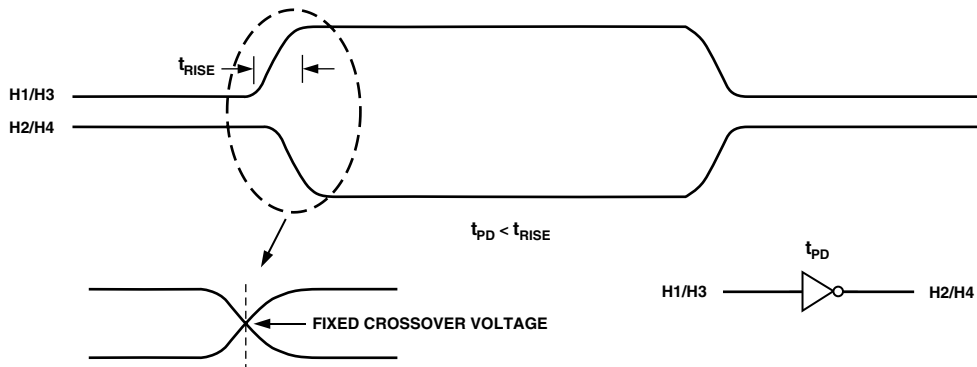 tRISE
H1/H3
H2/H4
tPD < tRISE
tPD
H1/H3
H2/H4
FIXED CROSSOVER VOLTAGE